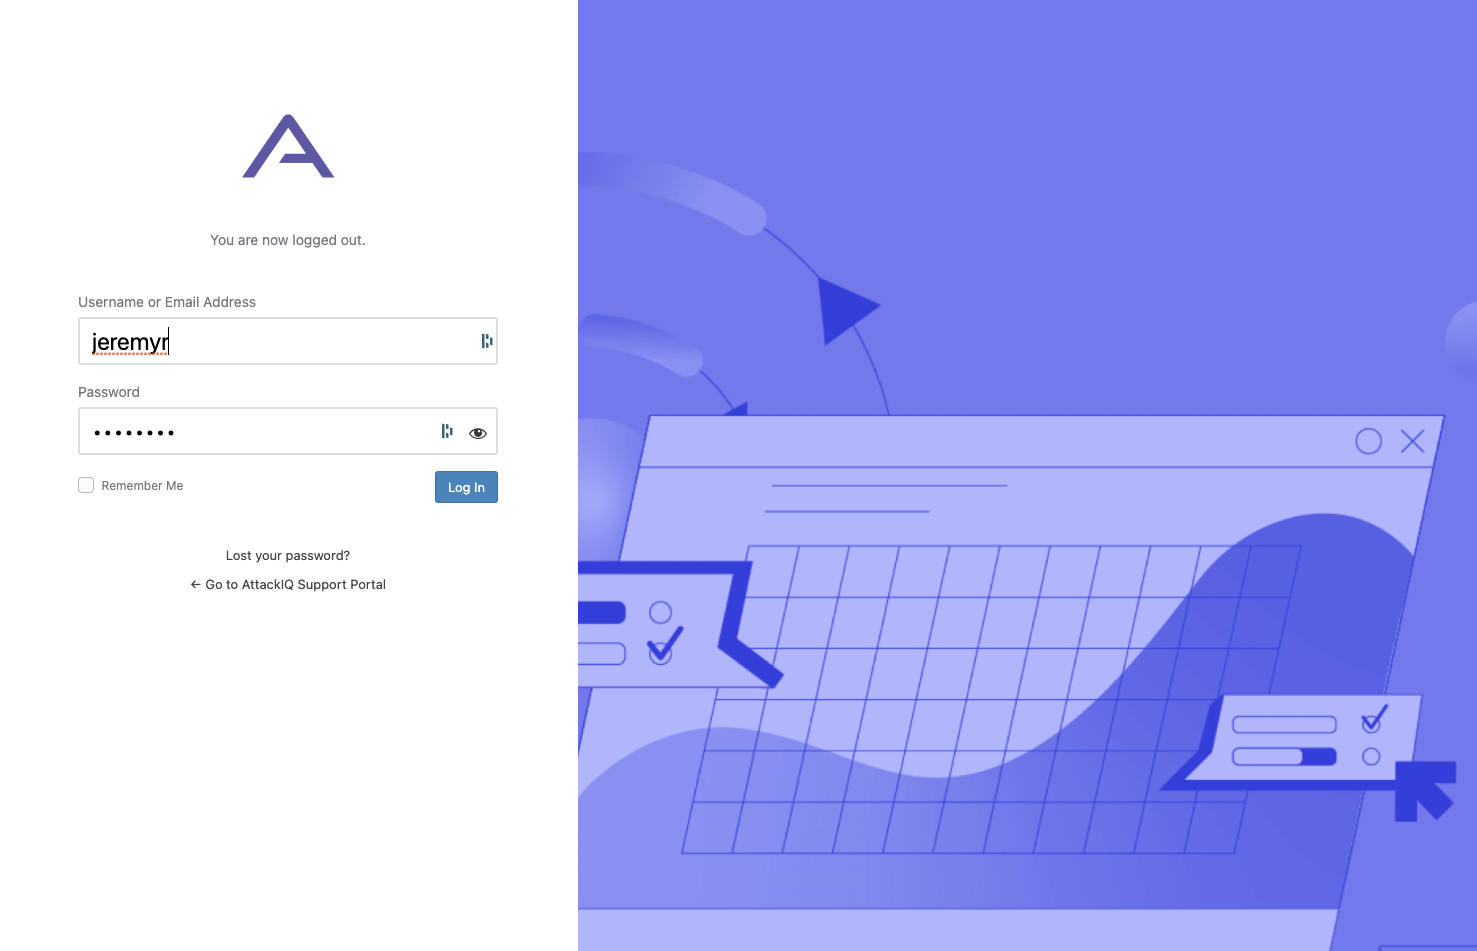 You are now logged out.
Username or Email Address
jeremyr
Password
Remember Me
Log In
Lost your password?
← Go to AttackIQ Support Portal